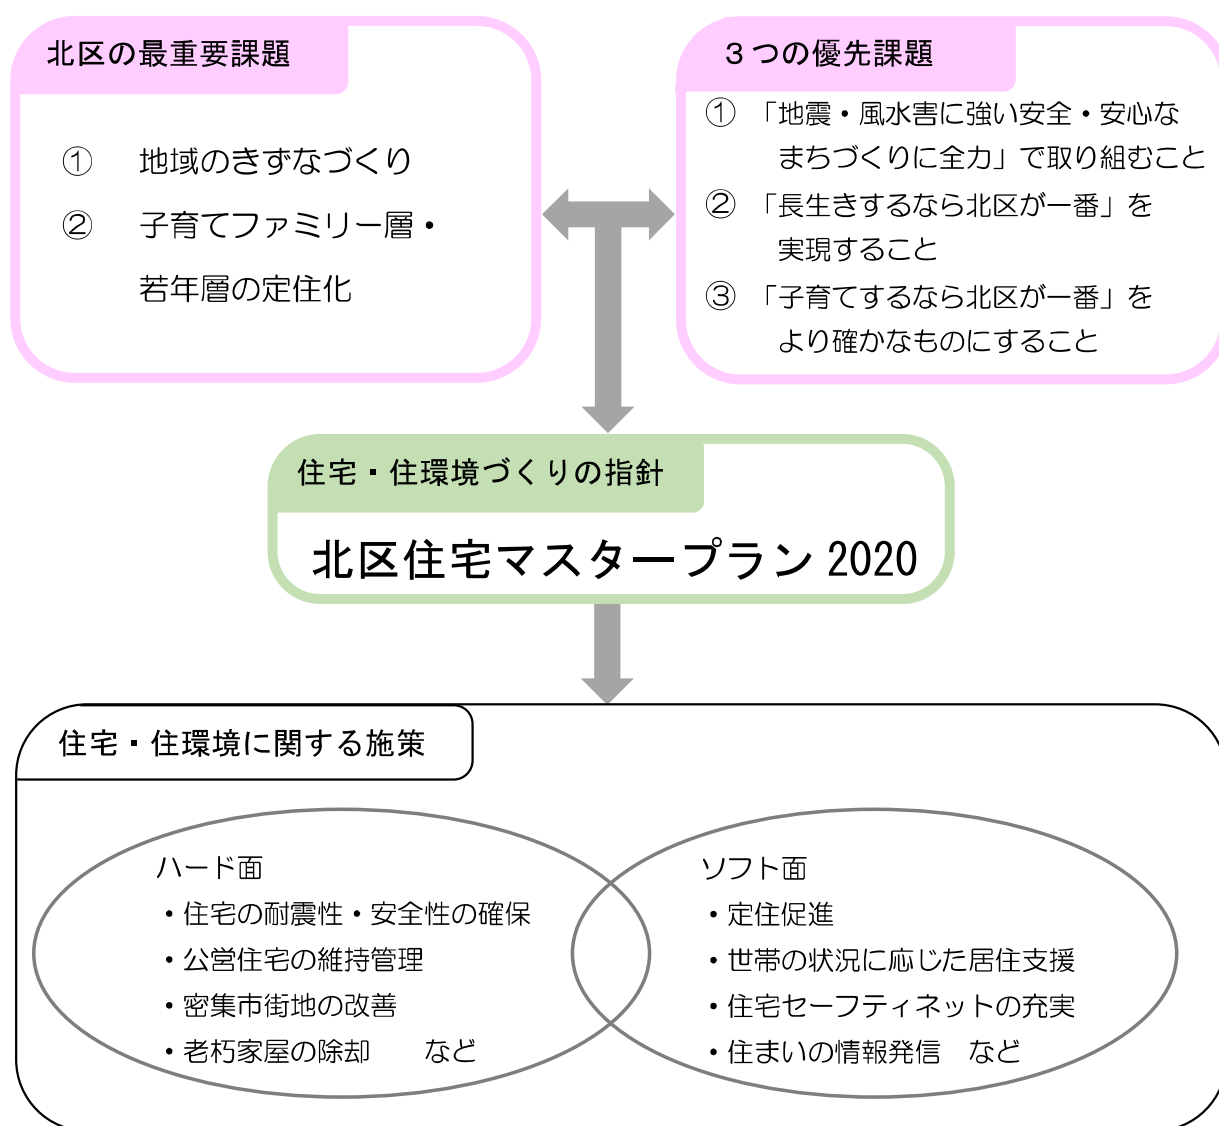 北区の最重要課題
① 地域のきずなづくり
② 子育てファミリー層・
若年層の定住化
3つの優先課題
① 「地震・風水害に強い安全・安心な
まちづくりに全力」で取り組むこと
② 「長生きするなら北区が一番」を
実現すること
③ 「子育てするなら北区が一番」を
より確かなものにすること
住宅・住環境づくりの指針
北区住宅マスタープラン 2020
住宅・住環境に関する施策
ハード面
・住宅の耐震性・安全性の確保
・公営住宅の維持管理
・密集市街地の改善
・老朽家屋の除却 など
ソフト面
・定住促進
・世帯の状況に応じた居住支援
・住宅セーフティネットの充実
・住まいの情報発信 など